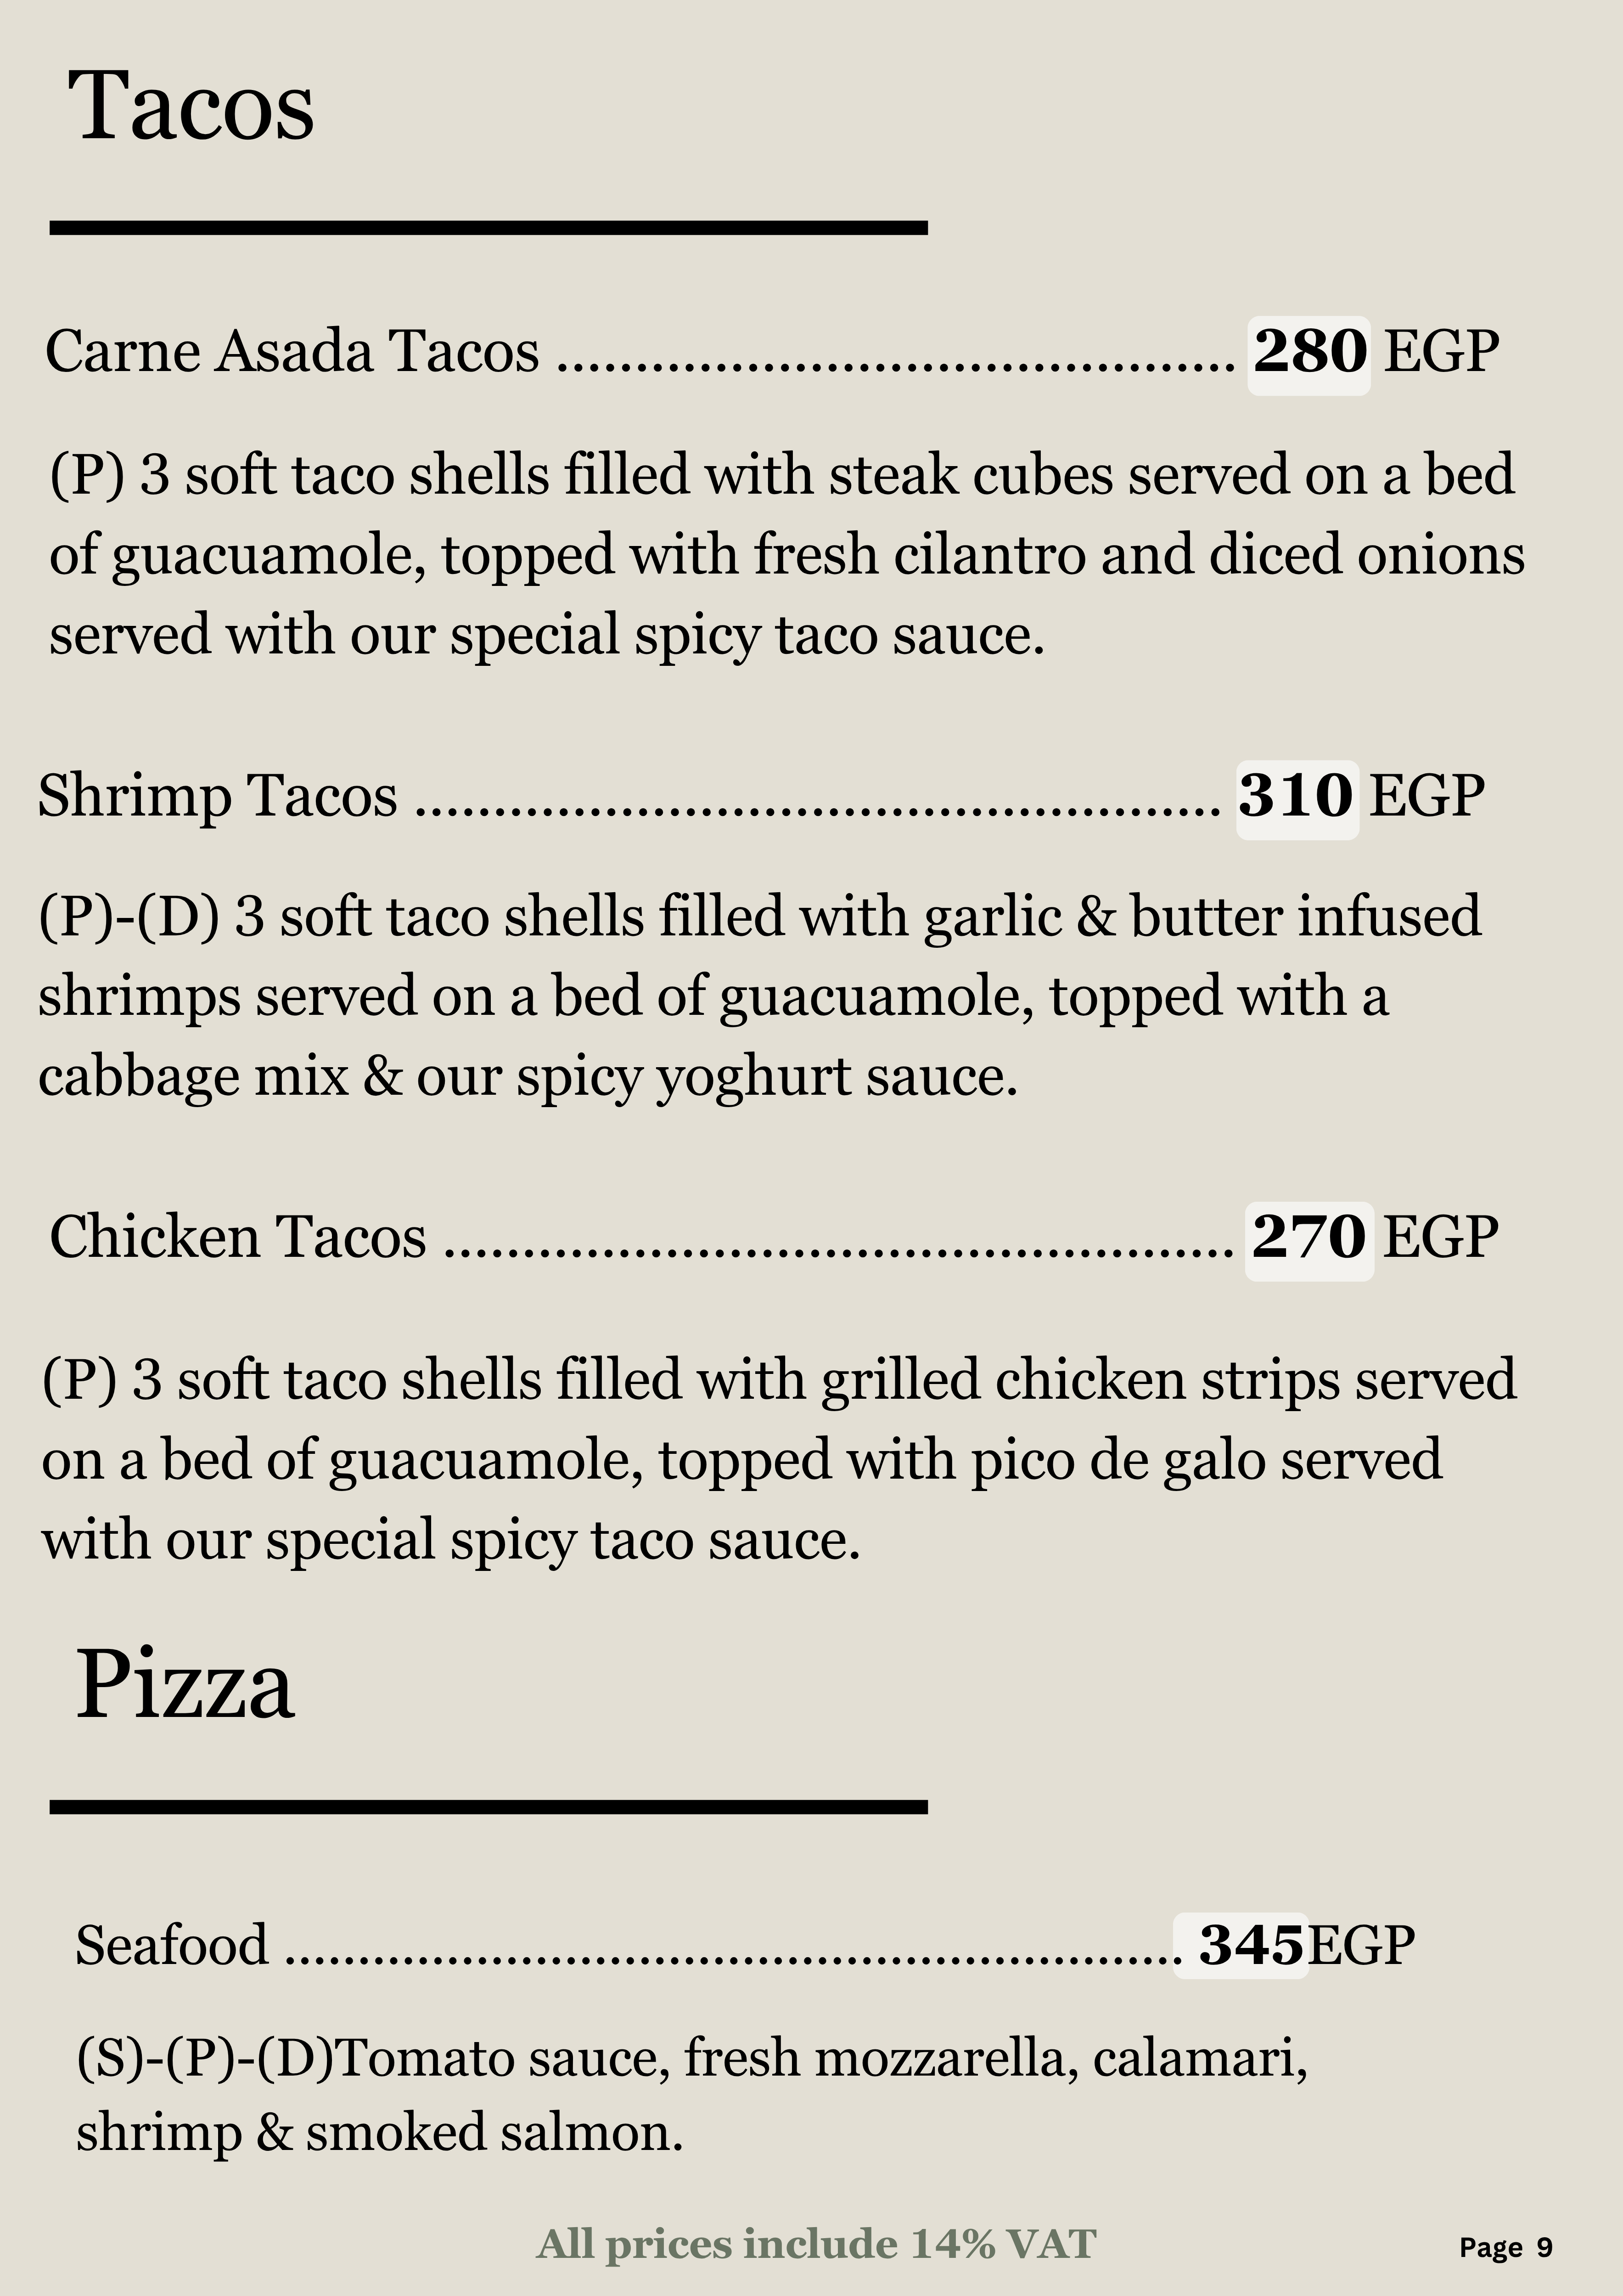 Tacos
Carne Asada Tacos ........................................... 280 EGP
(P) 3 soft taco shells filled with steak cubes served on a bed
of guacuamole, topped with fresh cilantro and diced onions
served with our special spicy taco sauce.
Shrimp Tacos ................................................... 310 EGP
(P)-(D) 3 soft taco shells filled with garlic & butter infused
shrimps served on a bed of guacuamole, topped with a
cabbage mix & our spicy yoghurt sauce.
Chicken Tacos .................................................. 270 EGP
(P) 3 soft taco shells filled with grilled chicken strips served
on a bed of guacuamole, topped with pico de galo served
with our special spicy taco sauce.
Pizza
Seafood ............................................................. 345EGP
(S)-(P)-(D)Tomato sauce, fresh mozzarella, calamari,
shrimp & smoked salmon.
All prices include 14% VAT
Page 9